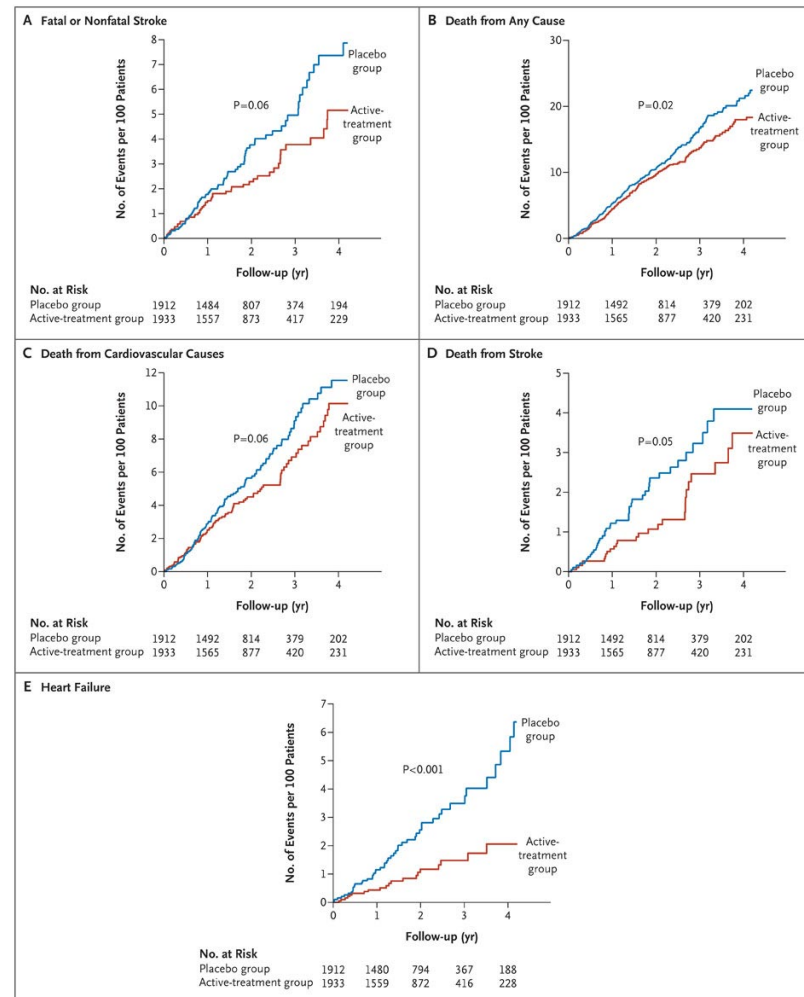 A Fatal or Nonfatal Stroke
No. of Events per 100 Patients
8
7
6
5
4
3
2
1
0
P=0.06
Placebo
group
Active-
treatment
group
0 1 2 3 4
Follow-up (yr)
No. at Risk
Placebo group 1912 1484 807 374 194
Active-treatment group 1933 1557 873 417 229
B Death from Any Cause
No. of Events per 100 Patients
30
20
10
0
P=0.02
Placebo
group
Active-
treatment
group
0 1 2 3 4
Follow-up (yr)
No. at Risk
Placebo group 1912 1492 814 379 202
Active-treatment group 1933 1565 877 420 231
C Death from Cardiovascular Causes
No. of Events per 100 Patients
12
10
8
6
4
2
0
P=0.06
Placebo
group
Active-
treatment
group
0 1 2 3 4
Follow-up (yr)
No. at Risk
Placebo group 1912 1492 814 379 202
Active-treatment group 1933 1565 877 420 231
D Death from Stroke
No. of Events per 100 Patients
5
4
3
2
1
0
P=0.05
Placebo
group
Active-
treatment
group
0 1 2 3 4
Follow-up (yr)
No. at Risk
Placebo group 1912 1492 814 379 202
Active-treatment group 1933 1565 877 420 231
E Heart Failure
No. of Events per 100 Patients
7
6
5
4
3
2
1
0
P<0.001
Placebo
group
Active-
treatment
group
0 1 2 3 4
Follow-up (yr)
No. at Risk
Placebo group 1912 1480 794 367 188
Active-treatment group 1933 1559 872 416 228